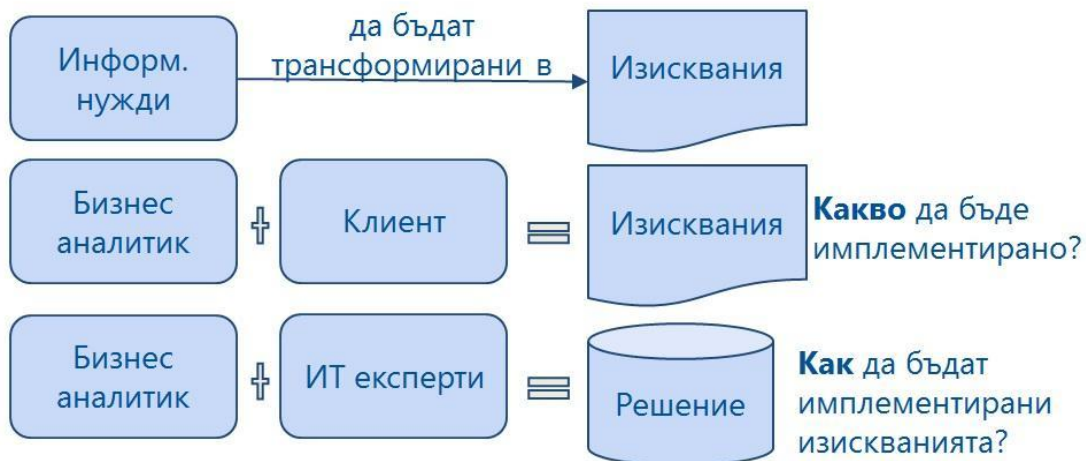 Информ.
нужди
да бъдат
трансформирани в
Изисквания
Бизнес
аналитик
Клиент
Изисквания
Какво да бъде
имплементирано?
Бизнес
аналитик
ИТ експерти
Решение
Как да бъдат
имплементирани
изискванията?